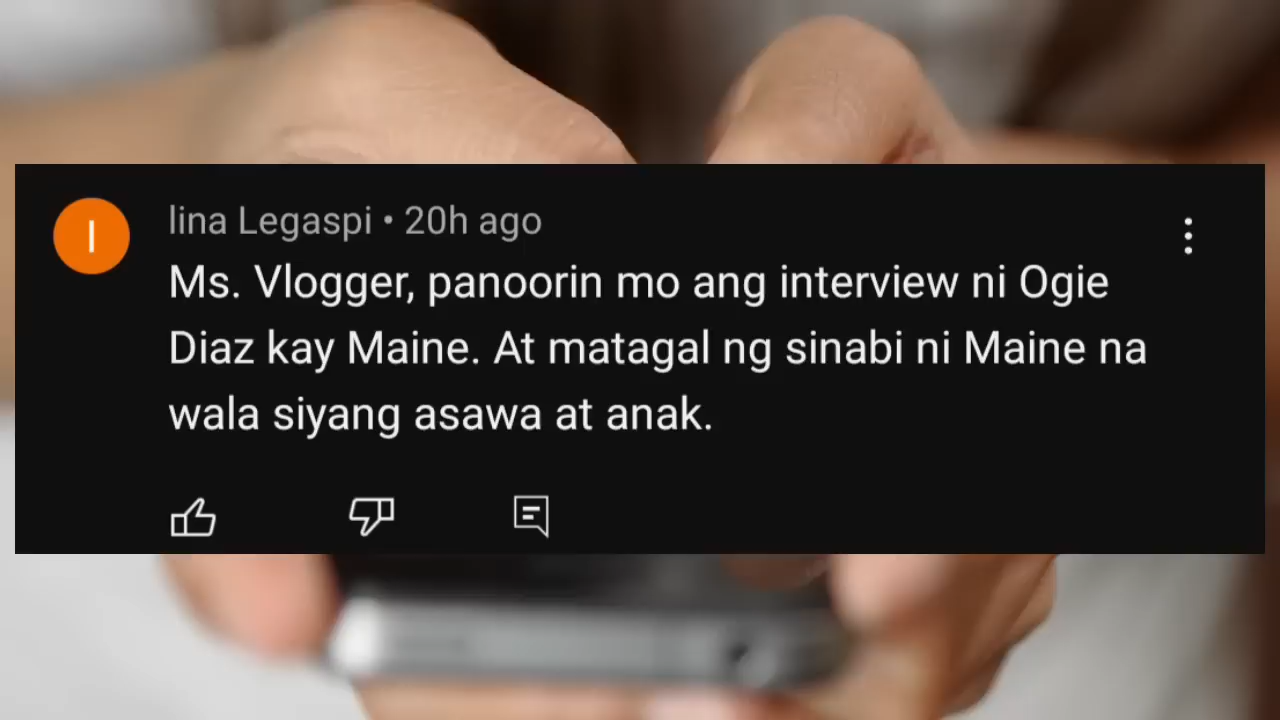 I
lina Legaspi • 20h ago
Ms. Vlogger, panoorin mo ang interview ni Ogie
Diaz kay Maine. At matagal ng sinabi ni Maine na
wala siyang asawa at anak.